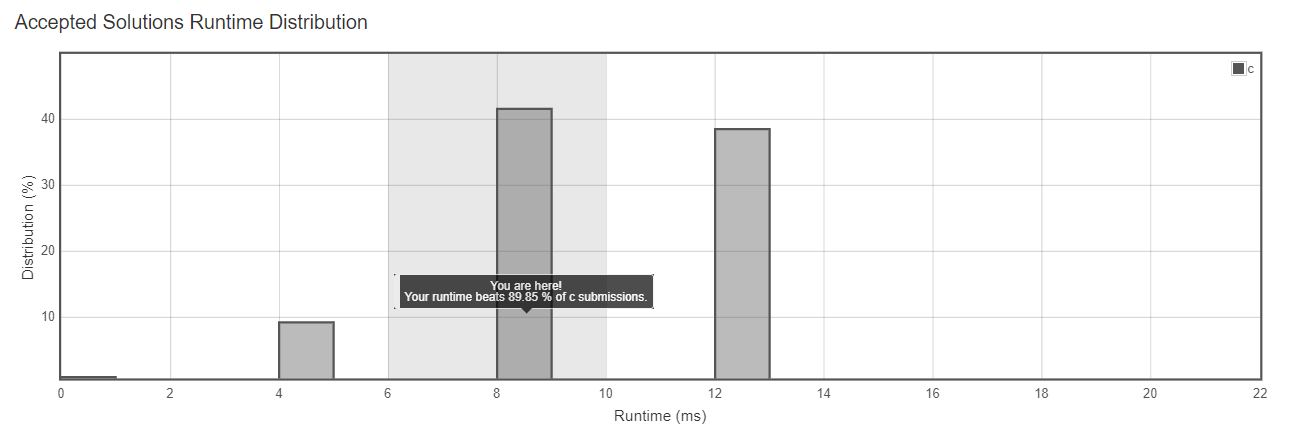 Accepted Solutions Runtime Distribution
c
Distribution (%)
40
30
20
10
You are here!
Your runtime beats 89.85 % of c submissions.
0 2 4 6 8 10 12 14 16 18 20 22
Runtime (ms)